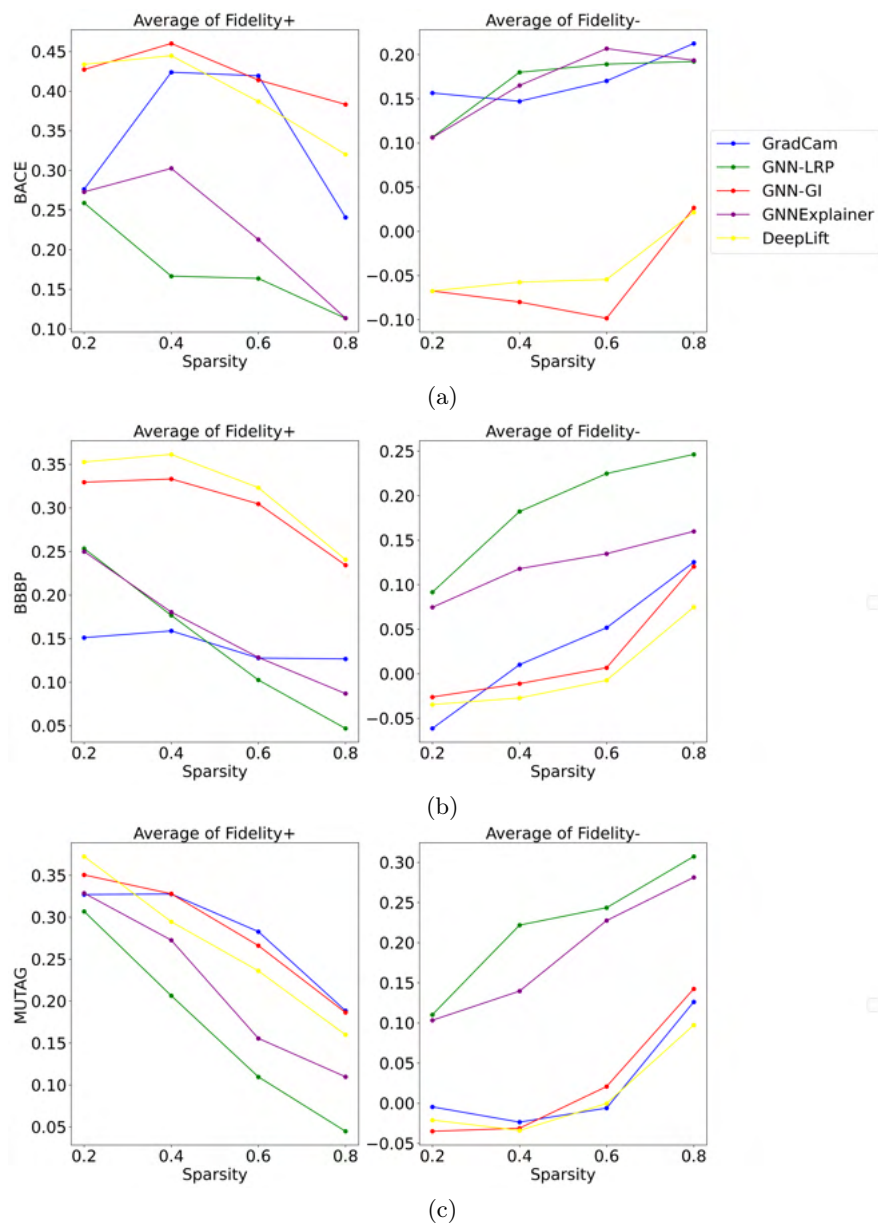 Average of Fidelity+
Average of Fidelity-
BACE
0.45
0.40
0.35
0.30
0.25
0.20
0.15
0.10
0.2 0.4 0.6 0.8
Sparsity
0.20
0.15
0.10
0.05
0.00
−0.05
−0.10
0.2 0.4 0.6 0.8
Sparsity
GradCam
GNN-LRP
GNN-GI
GNNExplainer
DeepLift
(a)
Average of Fidelity+
Average of Fidelity-
BBBP
0.35
0.30
0.25
0.20
0.15
0.10
0.05
0.2 0.4 0.6 0.8
Sparsity
0.25
0.20
0.15
0.10
0.05
0.00
−0.05
0.2 0.4 0.6 0.8
Sparsity
(b)
Average of Fidelity+
Average of Fidelity-
MUTAG
0.35
0.30
0.25
0.20
0.15
0.10
0.05
0.2 0.4 0.6 0.8
Sparsity
0.30
0.25
0.20
0.15
0.10
0.05
0.00
−0.05
0.2 0.4 0.6 0.8
Sparsity
(c)